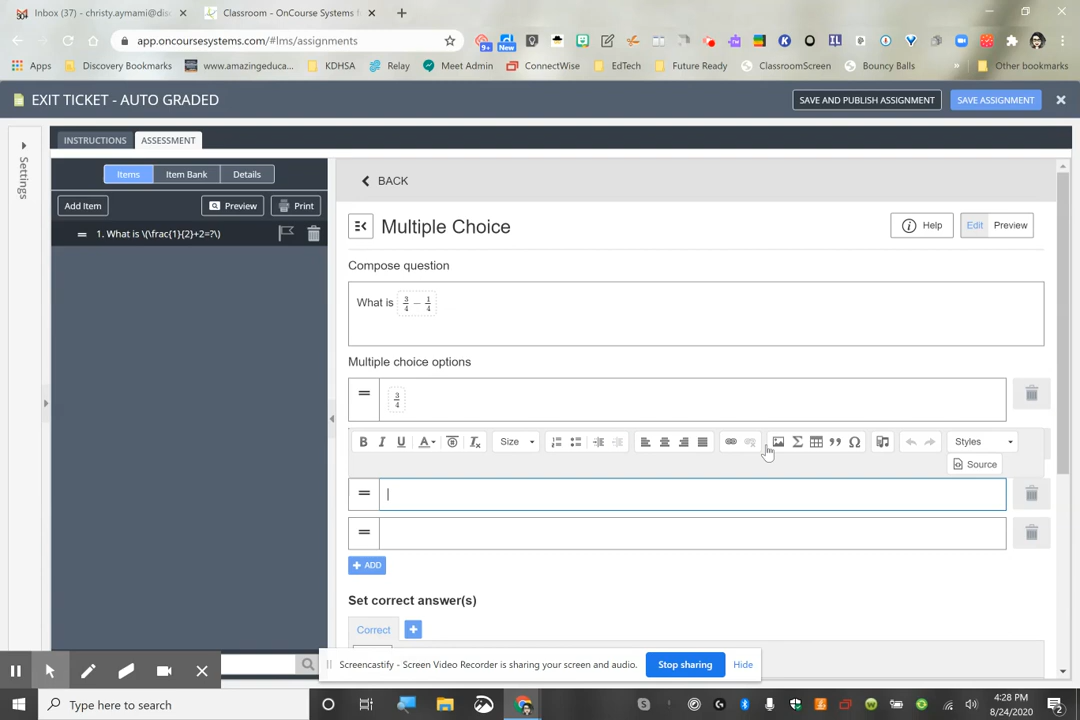 Inbox (37) - christy.aymami@dis
Classroom - OnCourse Systems f
app.oncoursesystems.com/#lms/assignments
9+
New
Apps
Discovery Bookmarks
www.amazingeduca...
KDHSA
Relay
Meet Admin
ConnectWise
EdTech
Future Ready
ClassroomScreen
Bouncy Balls
Other bookmarks
EXIT TICKET - AUTO GRADED
SAVE AND PUBLISH ASSIGNMENT
SAVE ASSIGNMENT
Settings
INSTRUCTIONS
ASSESSMENT
Items
Item Bank
Details
BACK
Add Item
Preview
Print
1. What is \(\frac{1}{2}+2=?\)
Multiple Choice
Help
Edit
Preview
Compose question
What is 3/4 − 1/4
Multiple choice options
3/4
B I U A Size Styles
Source
+ ADD
Set correct answer(s)
Correct +
Screencastify - Screen Video Recorder is sharing your screen and audio.
Stop sharing
Hide
Type here to search
4:28 PM
8/24/2020
2